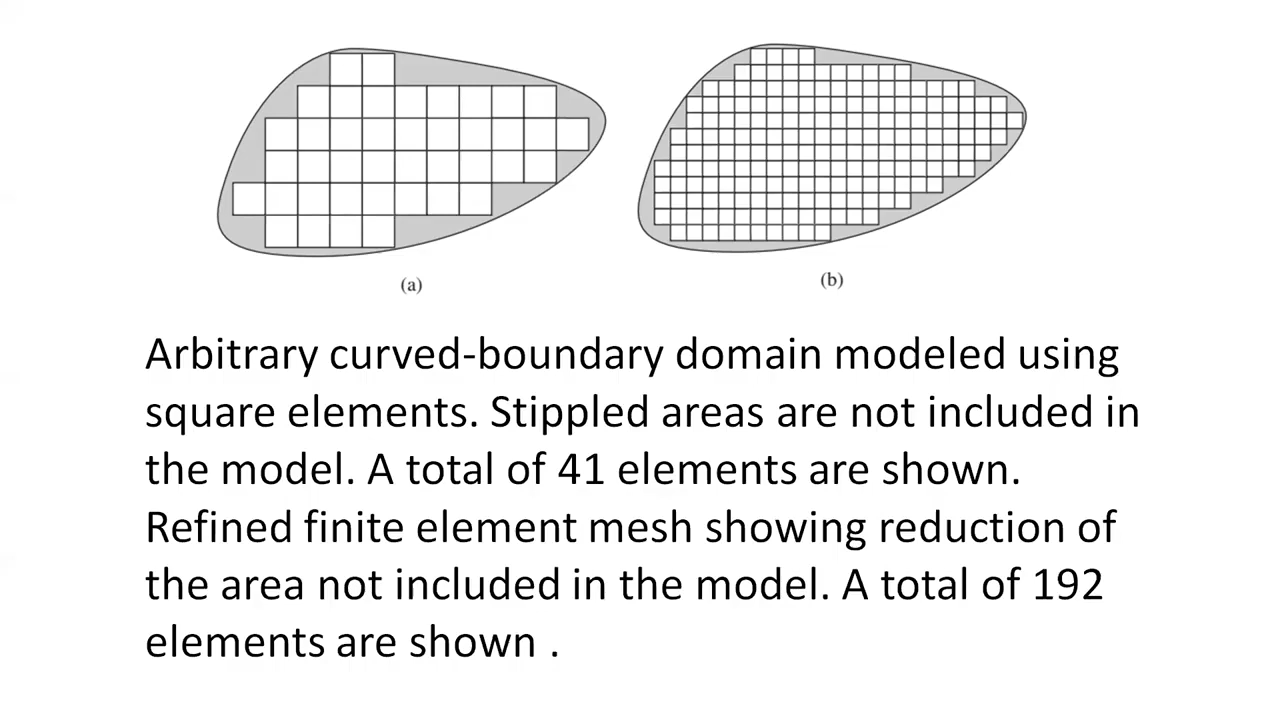 (a)
(b)
Arbitrary curved-boundary domain modeled using
square elements. Stippled areas are not included in
the model. A total of 41 elements are shown.
Refined finite element mesh showing reduction of
the area not included in the model. A total of 192
elements are shown .